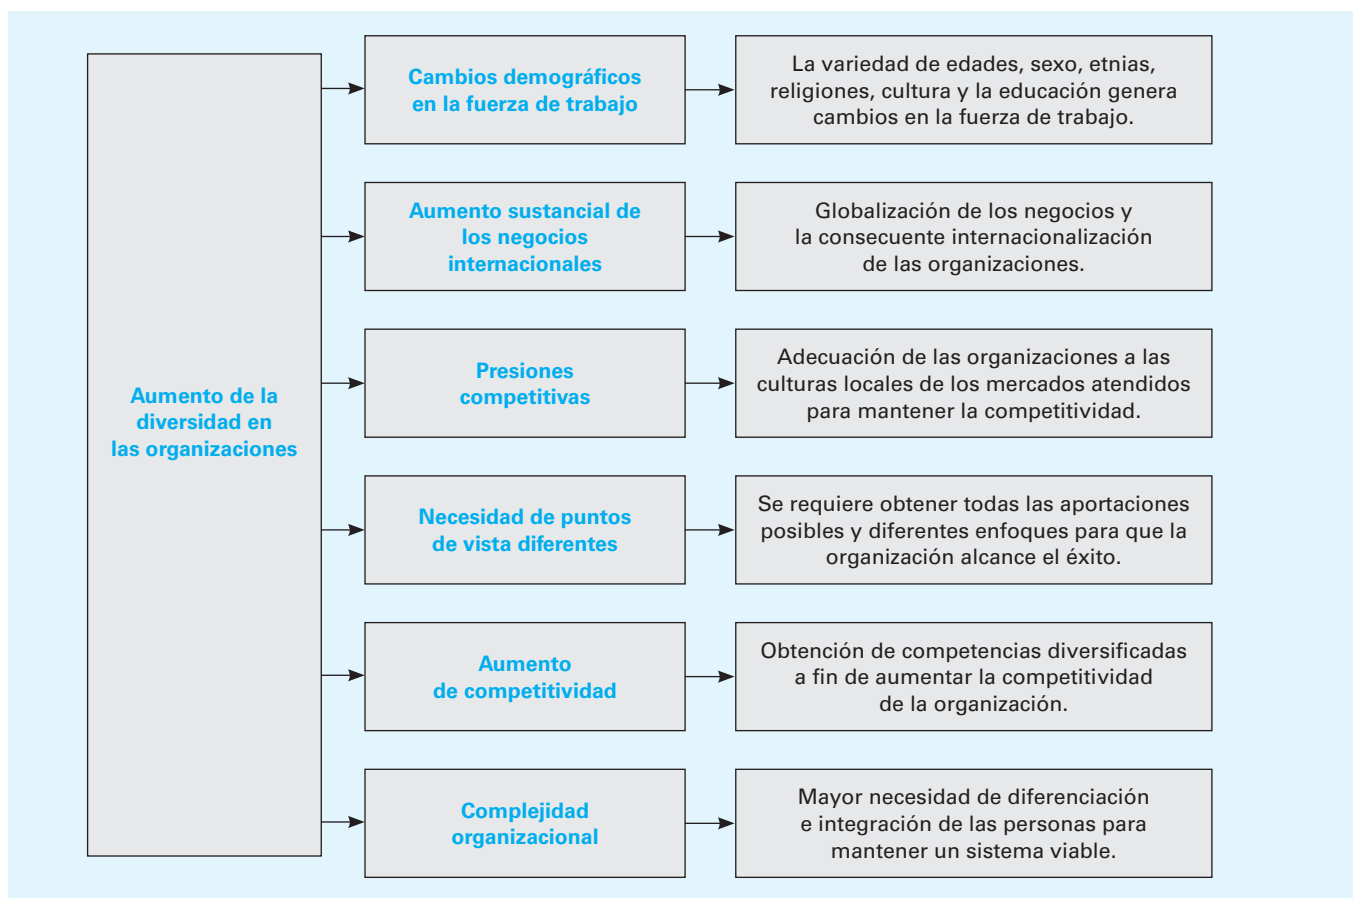 Aumento de la
diversidad en
las organizaciones
Cambios demográficos
en la fuerza de trabajo
La variedad de edades, sexo, etnias,
religiones, cultura y la educación genera
cambios en la fuerza de trabajo.
Aumento sustancial de
los negocios
internacionales
Globalización de los negocios y
la consecuente internacionalización
de las organizaciones.
Presiones
competitivas
Adecuación de las organizaciones a las
culturas locales de los mercados atendidos
para mantener la competitividad.
Necesidad de puntos
de vista diferentes
Se requiere obtener todas las aportaciones
posibles y diferentes enfoques para que la
organización alcance el éxito.
Aumento
de competitividad
Obtención de competencias diversificadas
a fin de aumentar la competitividad
de la organización.
Complejidad
organizacional
Mayor necesidad de diferenciación
e integración de las personas para
mantener un sistema viable.